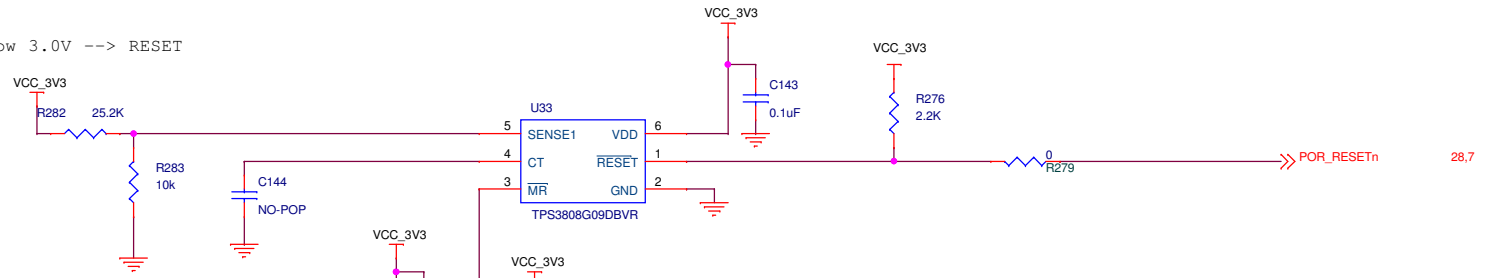 ow 3.0V --> RESET
VCC_3V3
R282 25.2K
R283
10k
C144
NO-POP
U33
5 SENSE1 VDD 6
4 CT RESET 1
3 MR GND 2
TPS3808G09DBVR
VCC_3V3
C143
0.1uF
VCC_3V3
R276
2.2K
0
R279
POR_RESETn 28,7
VCC_3V3
VCC_3V3